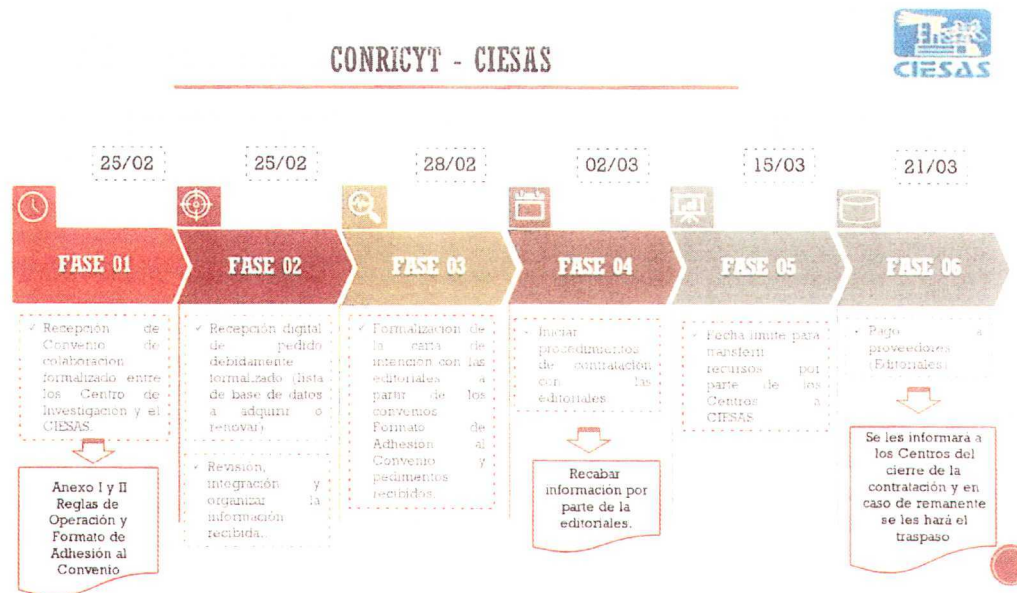 CONRICYT - CIESAS
CIESAS
25/02
25/02
28/02
02/03
15/03
21/03
FASE 01
FASE 02
FASE 03
FASE 04
FASE 05
FASE 06
✓ Recepción de
Convenio de
colaboración
formalizado entre
los Centro de
Investigación y el
CIESAS.
Anexo I y II
Reglas de
Operación y
Formato de
Adhesión al
Convenio
✓ Recepción digital
de pedido
debidamente
formalizado (lista
de base de datos
a adquirir o
renovar)
✓ Revisión,
integración y
organizar la
información
recibida.
✓ Formalización de
la carta de
intención con las
editoriales a
partir de los
convenios
Formato de
Adhesión al
Convenio y
pedimentos
recibidos.
Iniciar
procedimientos
de contratación
con las
editoriales
Recabar
información por
parte de la
editoriales.
Fecha límite para
transferir
recursos por
parte de los
Centros a
CIESAS
Pago a
proveedores
(Editoriales)
Se les informará a
los Centros del
cierre de la
contratación y en
caso de remanente
se les hará el
traspaso